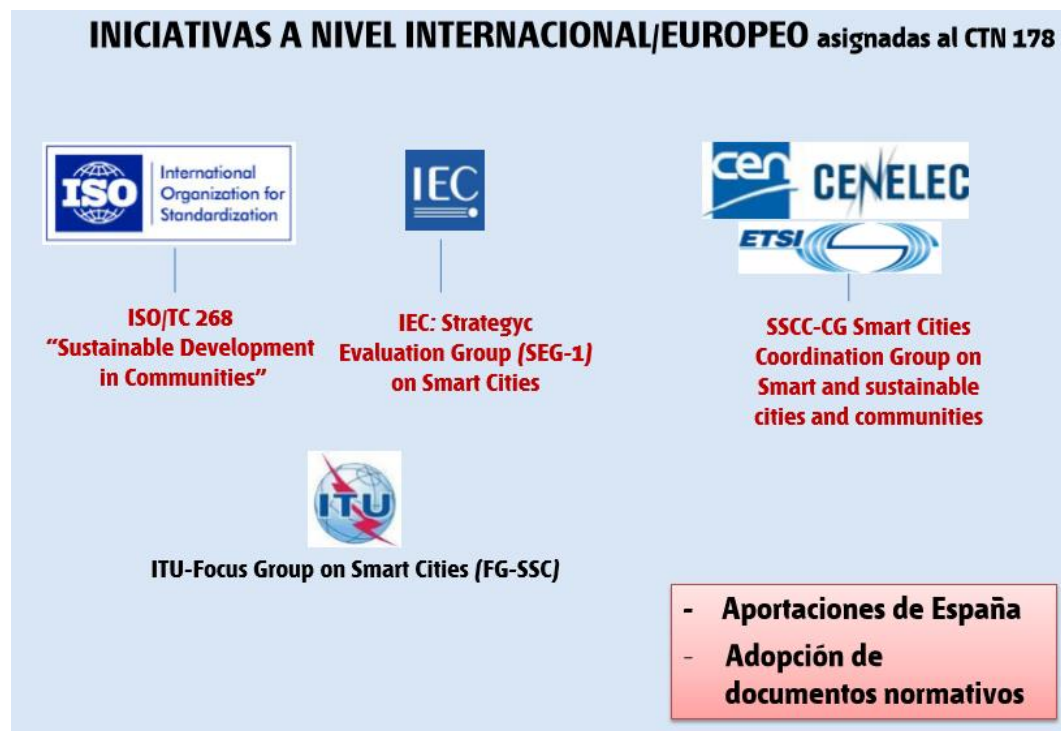 INICIATIVAS A NIVEL INTERNACIONAL/EUROPEO asignadas al CTN 178
ISO
International
Organization for
Standardization
IEC
cen
CENELEC
ETSI
ISO/TC 268
“Sustainable Development
in Communities”
IEC: Strategyc
Evaluation Group (SEG-1)
on Smart Cities
SSCC-CG Smart Cities
Coordination Group on
Smart and sustainable
cities and communities
ITU
ITU-Focus Group on Smart Cities (FG-SSC)
- Aportaciones de España
- Adopción de
documentos normativos